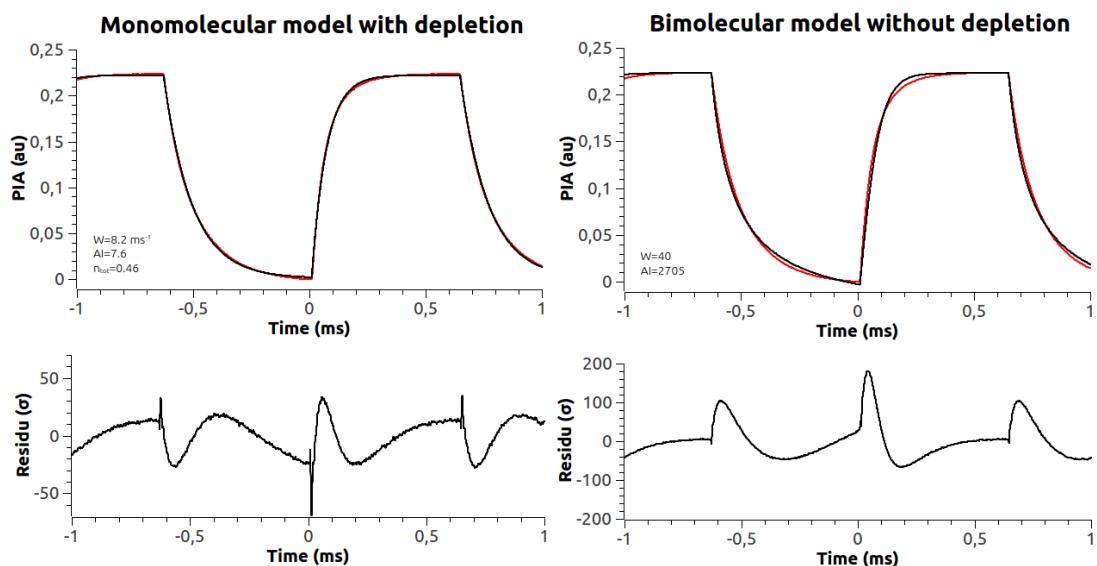 Monomolecular model with depletion
0,25
0,2
0,15
0,1
0,05
0
PIA (au)
W=8.2 ms⁻¹
AI=7.6
nₜₒₜ=0.46
-1
-0,5
0
0,5
1
Time (ms)
50
0
-50
Residu (σ)
-1
-0,5
0
0,5
1
Time (ms)
Bimolecular model without depletion
0,25
0,2
0,15
0,1
0,05
0
PIA (au)
W=40
AI=2705
-1
-0,5
0
0,5
1
Time (ms)
200
100
0
-100
-200
Residu (σ)
-1
-0,5
0
0,5
1
Time (ms)